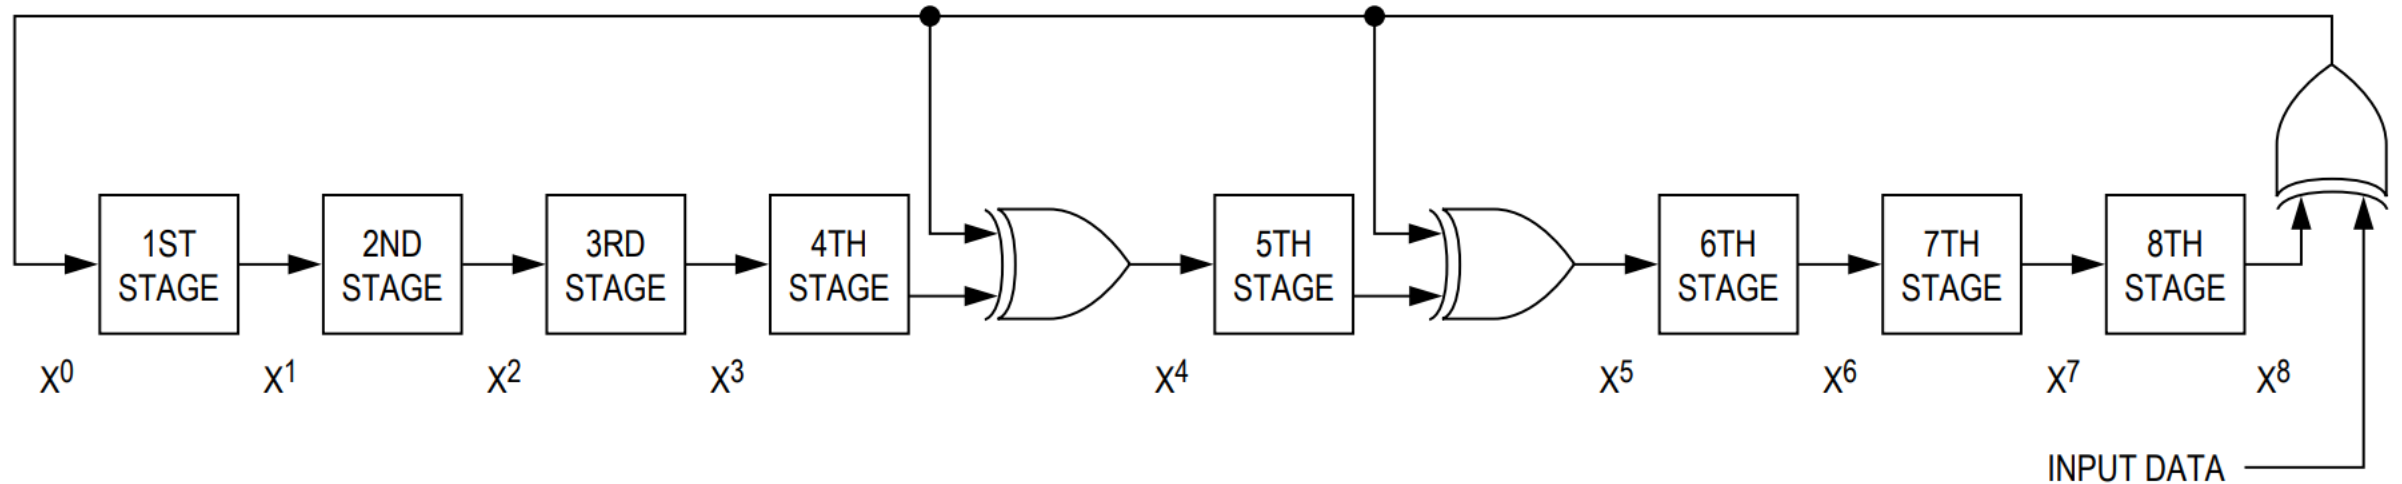 1ST
STAGE
2ND
STAGE
3RD
STAGE
4TH
STAGE
5TH
STAGE
6TH
STAGE
7TH
STAGE
8TH
STAGE
X0
X1
X2
X3
X4
X5
X6
X7
X8
INPUT DATA